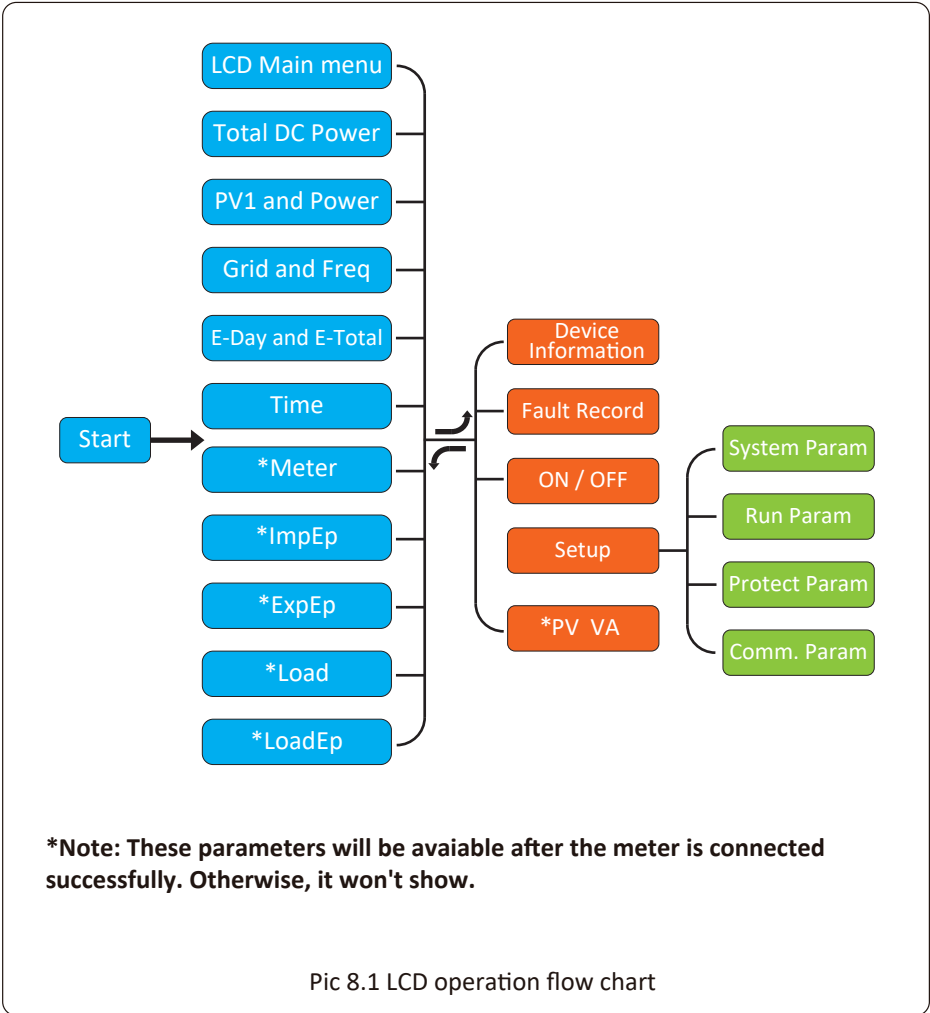 LCD Main menu
Total DC Power
PV1 and Power
Grid and Freq
E-Day and E-Total
Time
Start
*Meter
*ImpEp
*ExpEp
*Load
*LoadEp
Device
Information
Fault Record
ON / OFF
Setup
*PV VA
System Param
Run Param
Protect Param
Comm. Param
*Note: These parameters will be avaiable after the meter is connected
successfully. Otherwise, it won't show.
Pic 8.1 LCD operation flow chart